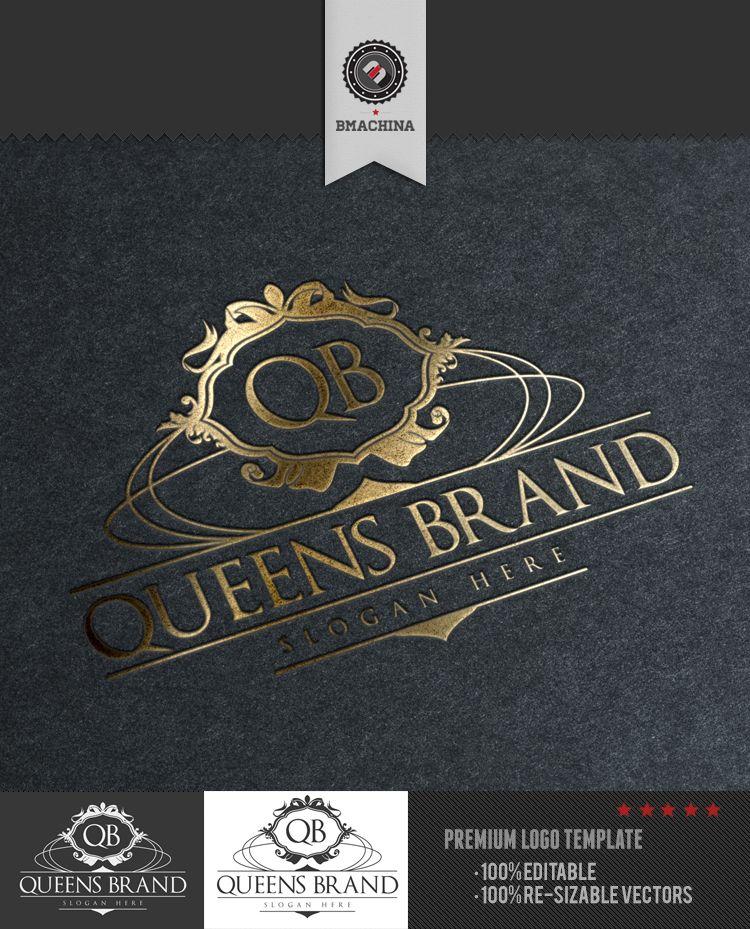 BMACHINA
QB
QUEENS BRAND
SLOGAN HERE
QB
QUEENS BRAND
SLOGAN HERE
QB
QUEENS BRAND
SLOGAN HERE
PREMIUM LOGO TEMPLATE
· 100% EDITABLE
· 100% RE-SIZABLE VECTORS